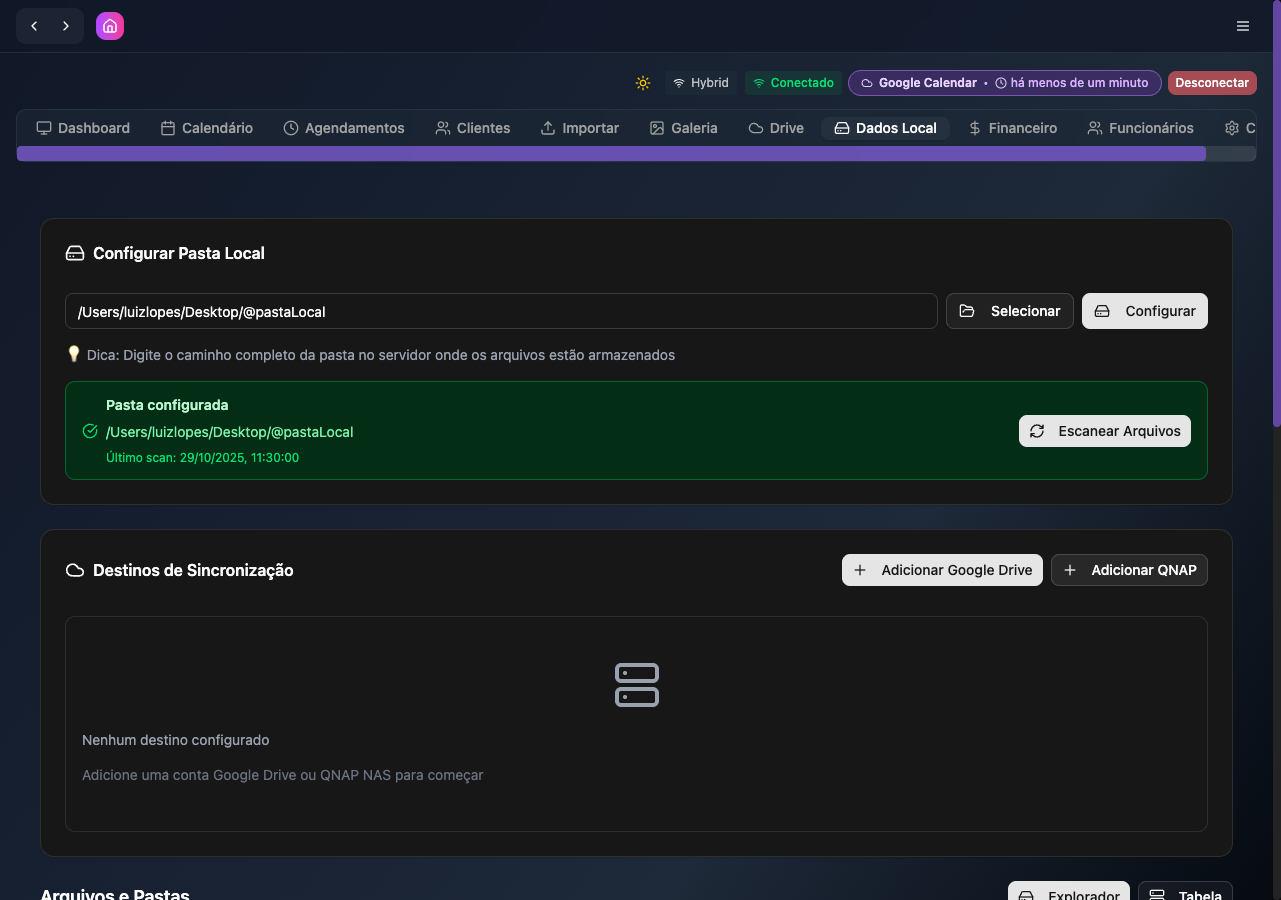 Hybrid
Conectado
Google Calendar • há menos de um minuto
Desconectar
Dashboard
Calendário
Agendamentos
Clientes
Importar
Galeria
Drive
Dados Local
Financeiro
Funcionários
C
Configurar Pasta Local
/Users/luizlopes/Desktop/@pastaLocal
Selecionar
Configurar
Dica: Digite o caminho completo da pasta no servidor onde os arquivos estão armazenados
Pasta configurada
/Users/luizlopes/Desktop/@pastaLocal
Último scan: 29/10/2025, 11:30:00
Escanear Arquivos
Destinos de Sincronização
Adicionar Google Drive
Adicionar QNAP
Nenhum destino configurado
Adicione uma conta Google Drive ou QNAP NAS para começar
Arquivos e Pastas
Explorador
Tabela